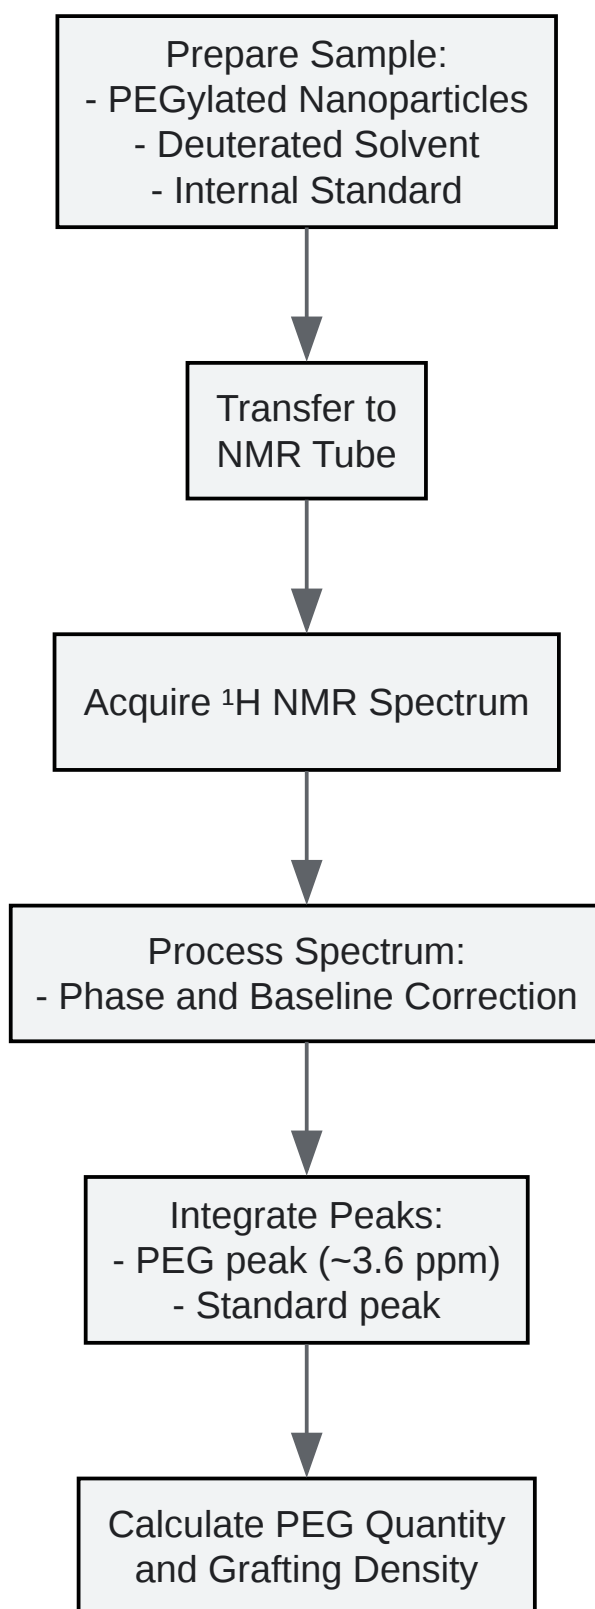 Prepare Sample:
- PEGylated Nanoparticles
- Deuterated Solvent
- Internal Standard
Transfer to
NMR Tube
Acquire ¹H NMR Spectrum
Process Spectrum:
- Phase and Baseline Correction
Integrate Peaks:
- PEG peak (~3.6 ppm)
- Standard peak
Calculate PEG Quantity
and Grafting Density